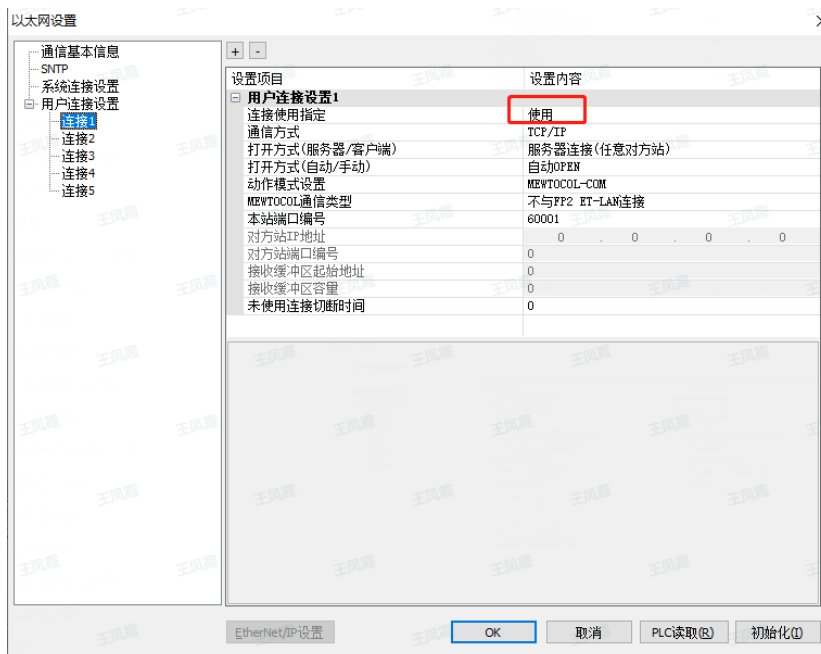 以太网设置
通信基本信息
SNTP
系统连接设置
用户连接设置
连接1
连接2
连接3
连接4
连接5
+ -
设置项目 设置内容
用户连接设置1
连接使用指定 使用
通信方式 TCP/IP
打开方式(服务器/客户端) 服务器连接(任意对方站)
打开方式(自动/手动) 自动OPEN
动作模式设置 MEWTOCOL-COM
MEWTOCOL通信类型 不与FP2 ET-LAN连接
本站端口编号 60001
对方站IP地址 0 . 0 . 0 . 0
对方站端口编号 0
接收缓冲区起始地址 0
接收缓冲区容量 0
未使用连接切断时间 0
EtherNet/IP设置 OK 取消 PLC读取(R) 初始化(I)
王凤霞